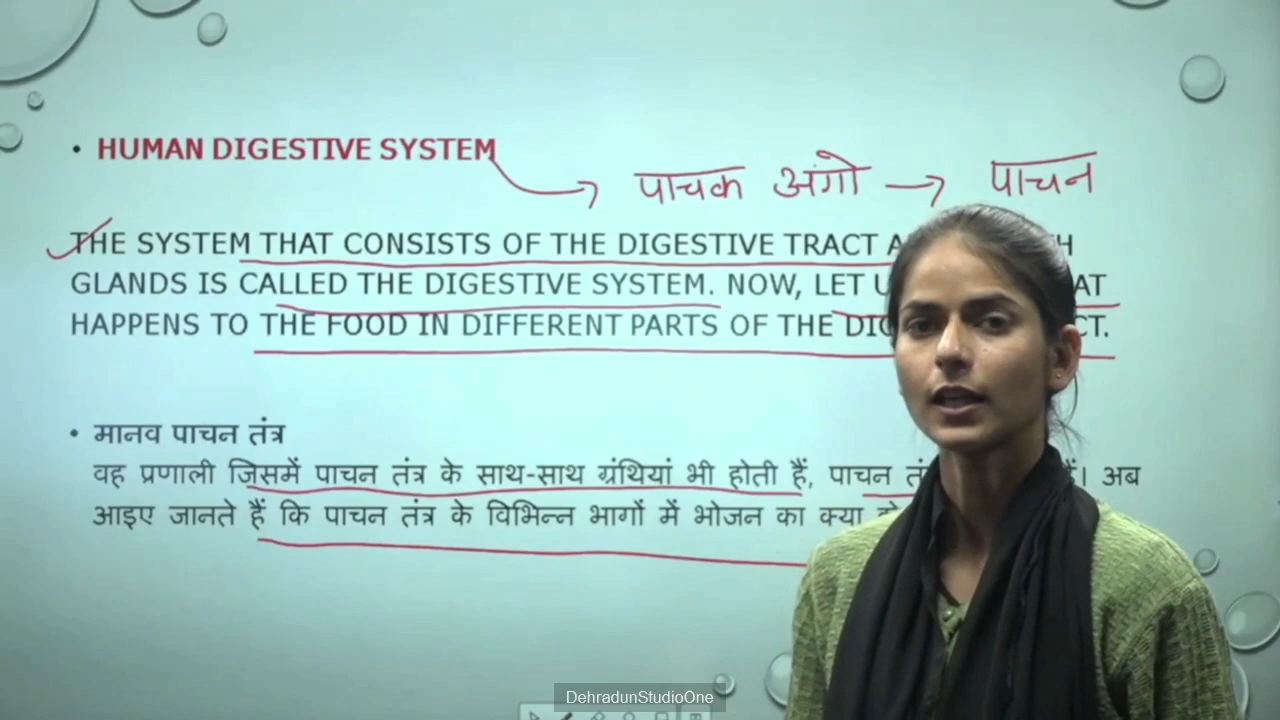 • HUMAN DIGESTIVE SYSTEM
पाचक अंगो → पाचन
THE SYSTEM THAT CONSISTS OF THE DIGESTIVE TRACT
GLANDS IS CALLED THE DIGESTIVE SYSTEM. NOW, LET
HAPPENS TO THE FOOD IN DIFFERENT PARTS OF THE
• मानव पाचन तंत्र
वह प्रणाली जिसमें पाचन तंत्र के साथ-साथ ग्रंथियां भी होती हैं, पाचन अब
आइए जानते हैं कि पाचन तंत्र के विभिन्न भागों में भोजन का क्या
DehradunStudioOne